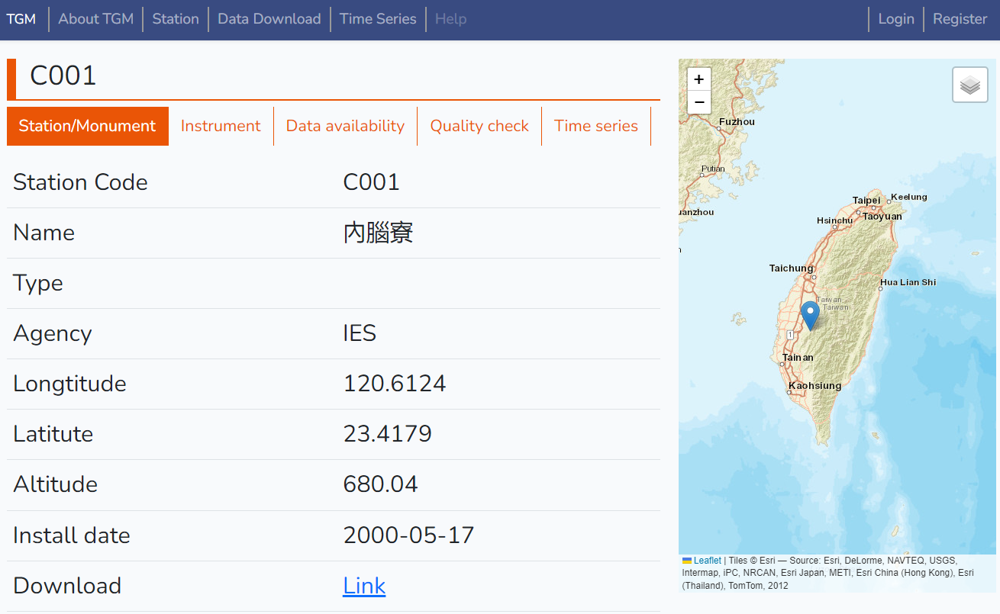 TGM About TGM Station Data Download Time Series Help Login Register
C001
Station/Monument Instrument Data availability Quality check Time series
Station Code C001
Name 內腦寮
Type
Agency IES
Longtitude 120.6124
Latitute 23.4179
Altitude 680.04
Install date 2000-05-17
Download Link
+
−
Fuzhou
Putian
uanzhou
Taipei
Keelung
Taoyuan
Hsinchu
Taichung
Hua Lian Shi
Taiwan
Taiwan
1
Tainan
Kaohsiung
Leaflet | Tiles © Esri — Source: Esri, DeLorme, NAVTEQ, USGS,
Intermap, iPC, NRCAN, Esri Japan, METI, Esri China (Hong Kong), Esri
(Thailand), TomTom, 2012